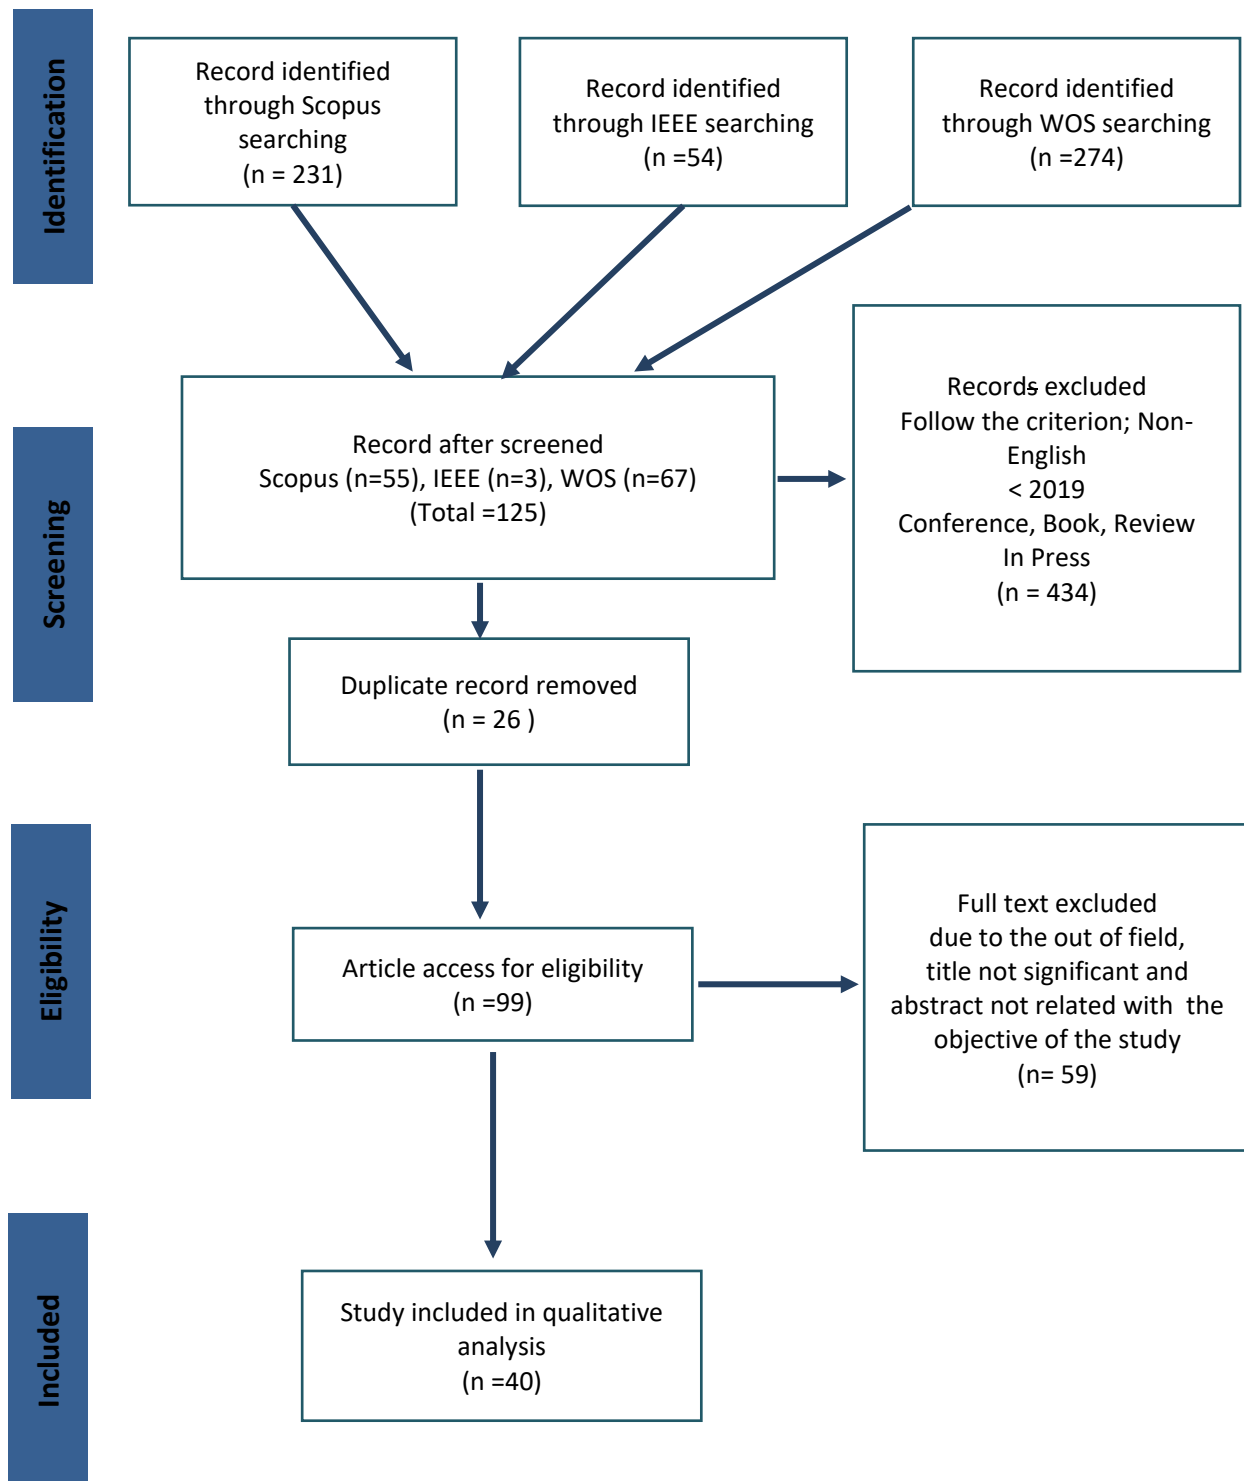 Identification
Record identified
through Scopus
searching
(n = 231)
Record identified
through IEEE searching
(n =54)
Record identified
through WOS searching
(n =274)
Screening
Record after screened
Scopus (n=55), IEEE (n=3), WOS (n=67)
(Total =125)
Records excluded
Follow the criterion; Non-
English
< 2019
Conference, Book, Review
In Press
(n = 434)
Duplicate record removed
(n = 26 )
Eligibility
Article access for eligibility
(n =99)
Full text excluded
due to the out of field,
title not significant and
abstract not related with  the
objective of the study
(n= 59)
Included
Study included in qualitative
analysis
(n =40)